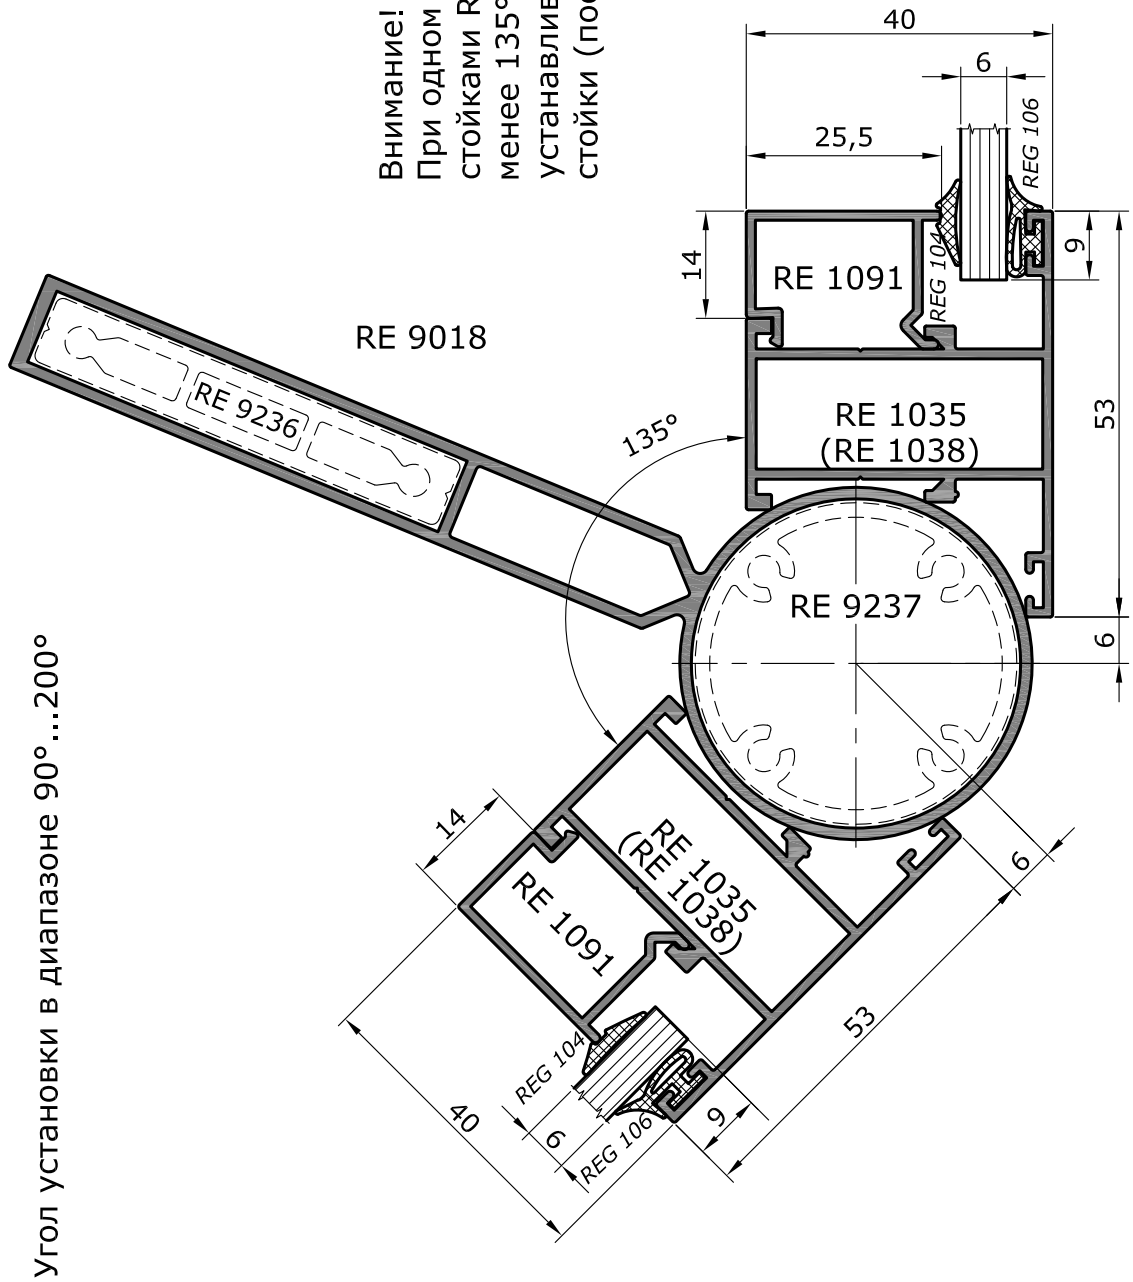 Внимание!
При одном
стойками
менее 135°
стойки
Угол установки в диапазоне 90°...200°
40
6
25,5
REG 106
14
RE 1091
REG 104
9
RE 9018
RE 9236
135°
RE 1035
(RE 1038)
53
RE 9237
6
14
RE 1035
(RE 1038)
RE 1091
6
53
REG 104
40
6
REG 106
9